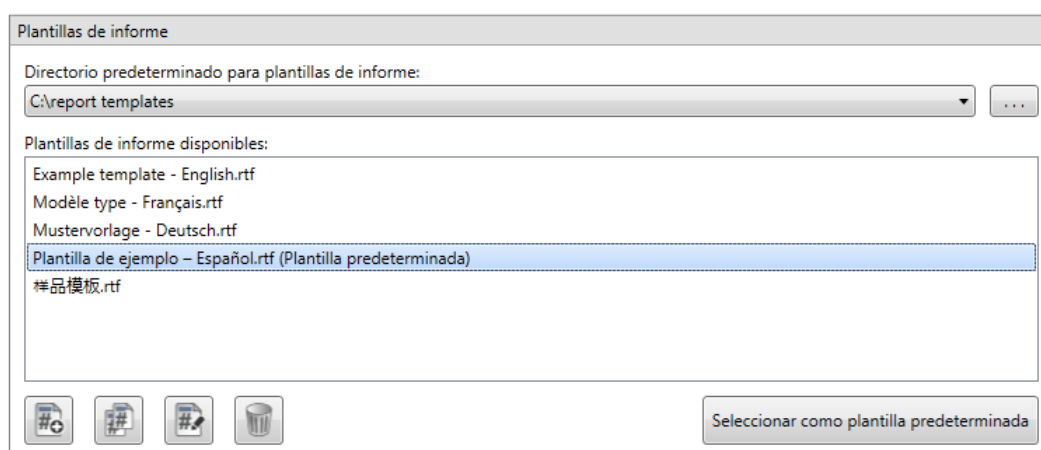 Plantillas de informe
Directorio predeterminado para plantillas de informe:
C:\report templates
...
Plantillas de informe disponibles:
Example template - English.rtf
Modèle type - Français.rtf
Mustervorlage - Deutsch.rtf
Plantilla de ejemplo – Español.rtf (Plantilla predeterminada)
样品模板.rtf
# # #
Seleccionar como plantilla predeterminada